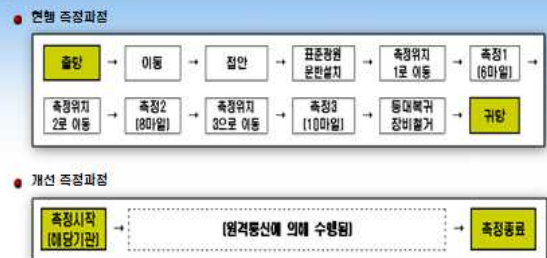 현행 측정과정
출항 → 이동 → 접안 → 표준광원 운반설치 → 측정위치 1로 이동 → 측정1 (6마일) →
측정위치 2로 이동 → 측정2 (8마일) → 측정위치 3으로 이동 → 측정3 (10마일) → 등대복귀 장비철거 → 귀항
개선 측정과정
측정시작 (해당기관) → (원격통신에 의해 수행됨) → 측정종료